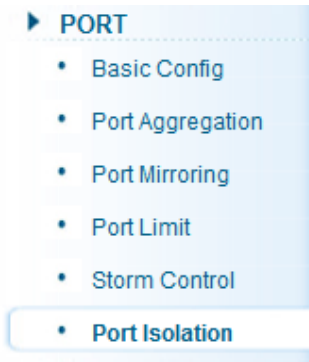 PORT
Basic Config
Port Aggregation
Port Mirroring
Port Limit
Storm Control
Port Isolation